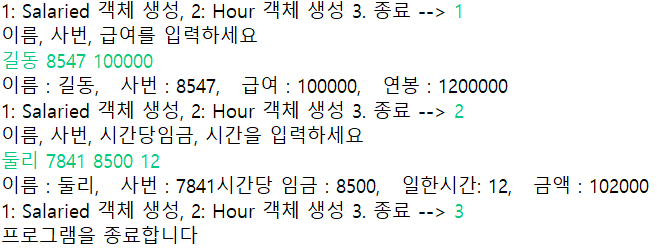 1: Salaried 객체 생성, 2: Hour 객체 생성 3. 종료 --> 1
이름, 사번, 급여를 입력하세요
길동 8547 100000
이름 : 길동,   사번 : 8547,   급여 : 100000,   연봉 : 1200000
1: Salaried 객체 생성, 2: Hour 객체 생성 3. 종료 --> 2
이름, 사번, 시간당임금, 시간을 입력하세요
둘리 7841 8500 12
이름 : 둘리,   사번 : 7841시간당 임금 : 8500,   일한시간: 12,   금액 : 102000
1: Salaried 객체 생성, 2: Hour 객체 생성 3. 종료 --> 3
프로그램을 종료합니다